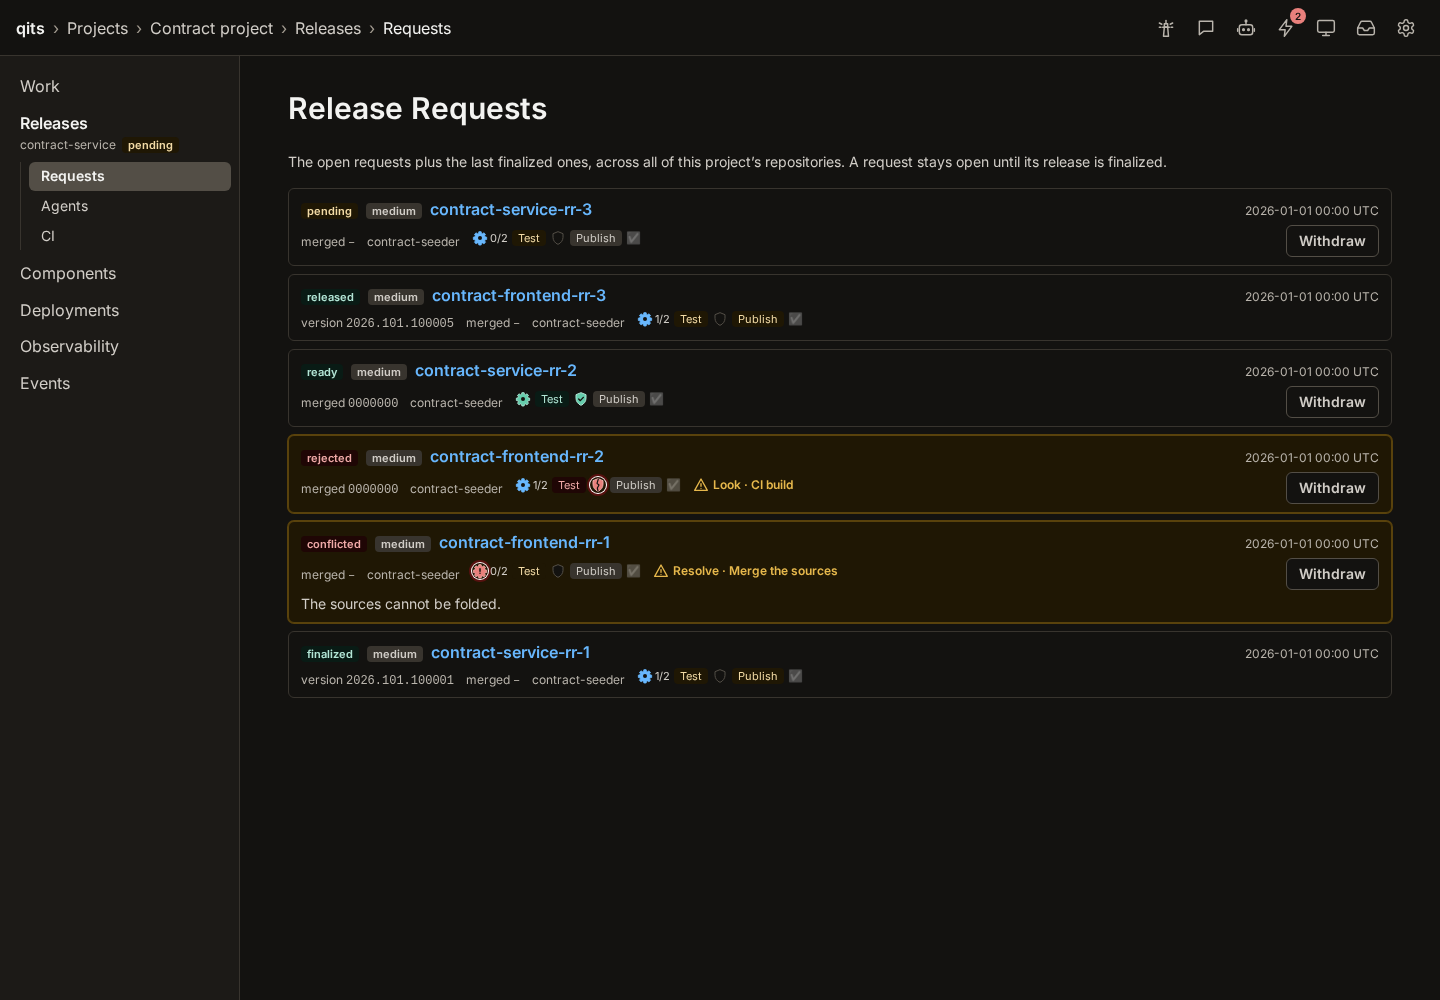 qits › Projects › Contract project › Releases › Requests
2
Work
Releases
contract-service pending
Requests
Agents
CI
Components
Deployments
Observability
Events
Release Requests
The open requests plus the last finalized ones, across all of this project’s repositories. A request stays open until its release is finalized.
pending medium contract-service-rr-3 2026-01-01 00:00 UTC
merged – contract-seeder 0/2 Test Publish Withdraw
released medium contract-frontend-rr-3 2026-01-01 00:00 UTC
version 2026.101.100005 merged – contract-seeder 1/2 Test Publish
ready medium contract-service-rr-2 2026-01-01 00:00 UTC
merged 0000000 contract-seeder Test Publish Withdraw
rejected medium contract-frontend-rr-2 2026-01-01 00:00 UTC
merged 0000000 contract-seeder 1/2 Test Publish Look · CI build Withdraw
conflicted medium contract-frontend-rr-1 2026-01-01 00:00 UTC
merged – contract-seeder 0/2 Test Publish Resolve · Merge the sources Withdraw
The sources cannot be folded.
finalized medium contract-service-rr-1 2026-01-01 00:00 UTC
version 2026.101.100001 merged – contract-seeder 1/2 Test Publish